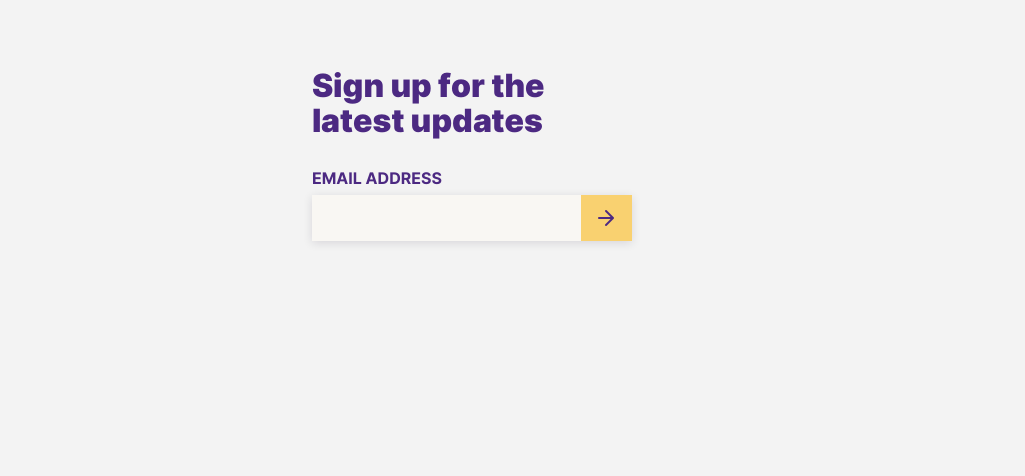 Sign up for the
latest updates
EMAIL ADDRESS